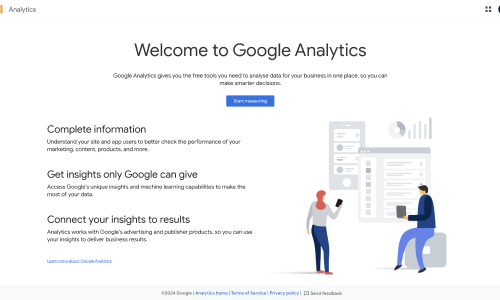 Analytics
Welcome to Google Analytics
Google Analytics gives you the free tools you need to analyse data for your business in one place, so you can
make smarter decisions.
Start measuring
Complete information
Understand your site and app users to better check the performance of your
marketing, content, products, and more.
Get insights only Google can give
Access Google's unique insights and machine learning capabilities to make the
most of your data.
Connect your insights to results
Analytics works with Google's advertising and publisher products, so you can use
your insights to deliver business results.
Learn more about Google Analytics
©2024 Google | Analytics home | Terms of Service | Privacy policy | Send feedback